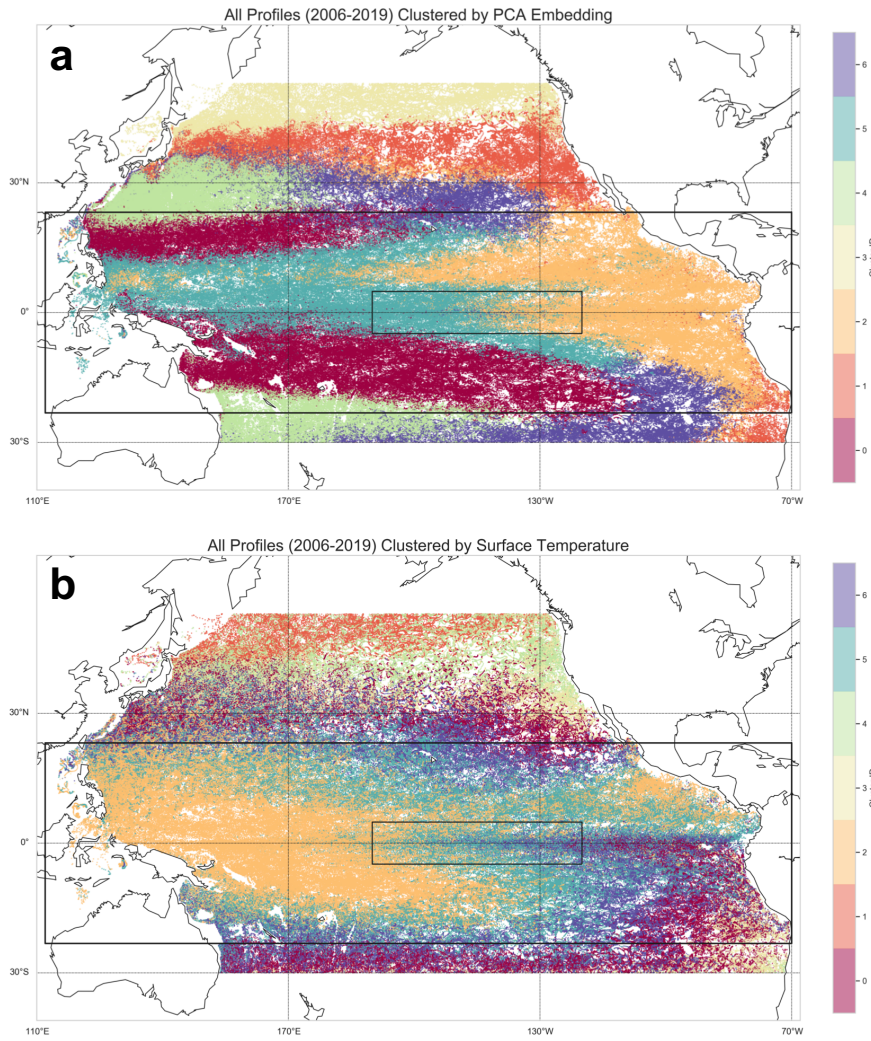 All Profiles (2006-2019) Clustered by PCA Embedding
a
6
5
4
3
2
1
0
30°N
0°
30°S
110°E
170°E
130°W
70°W
All Profiles (2006-2019) Clustered by Surface Temperature
b
6
5
4
3
2
1
0
30°N
0°
30°S
110°E
170°E
130°W
70°W